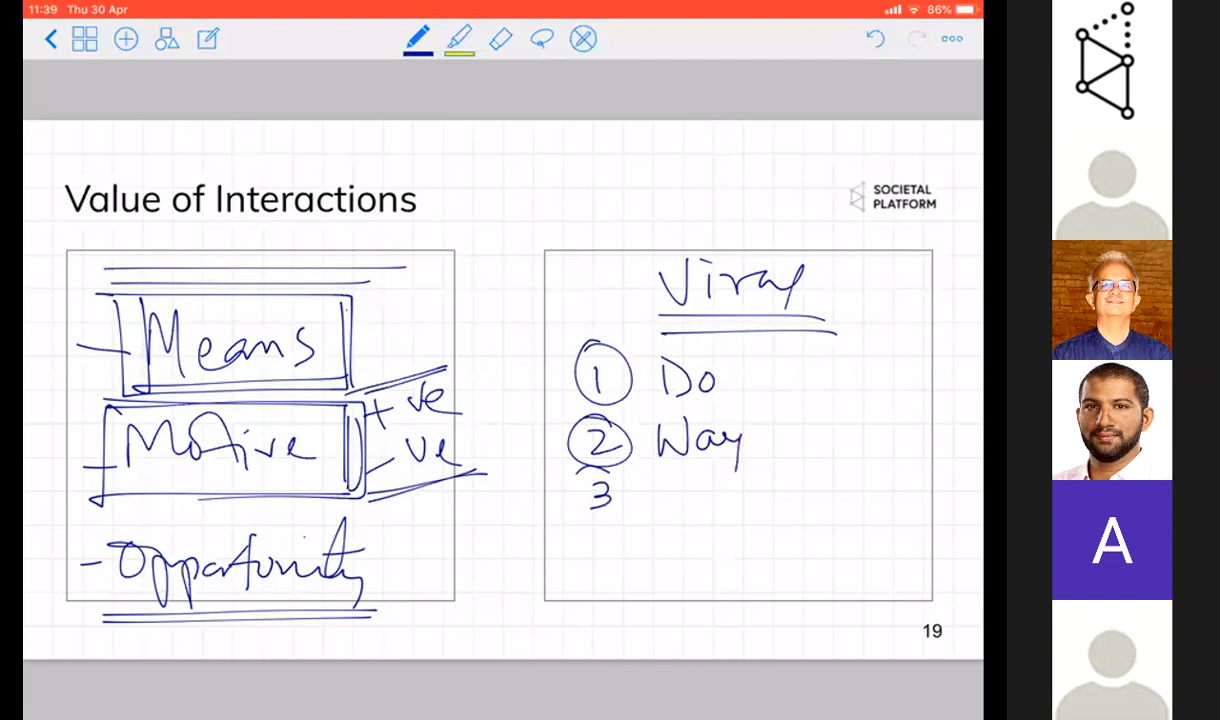 11:39 Thu 30 Apr 86%
Value of Interactions
SOCIETAL
PLATFORM
- Means
- Motive +ve
-ve
- Opportunity
Viral
1 Do
2 Way
3
19
A